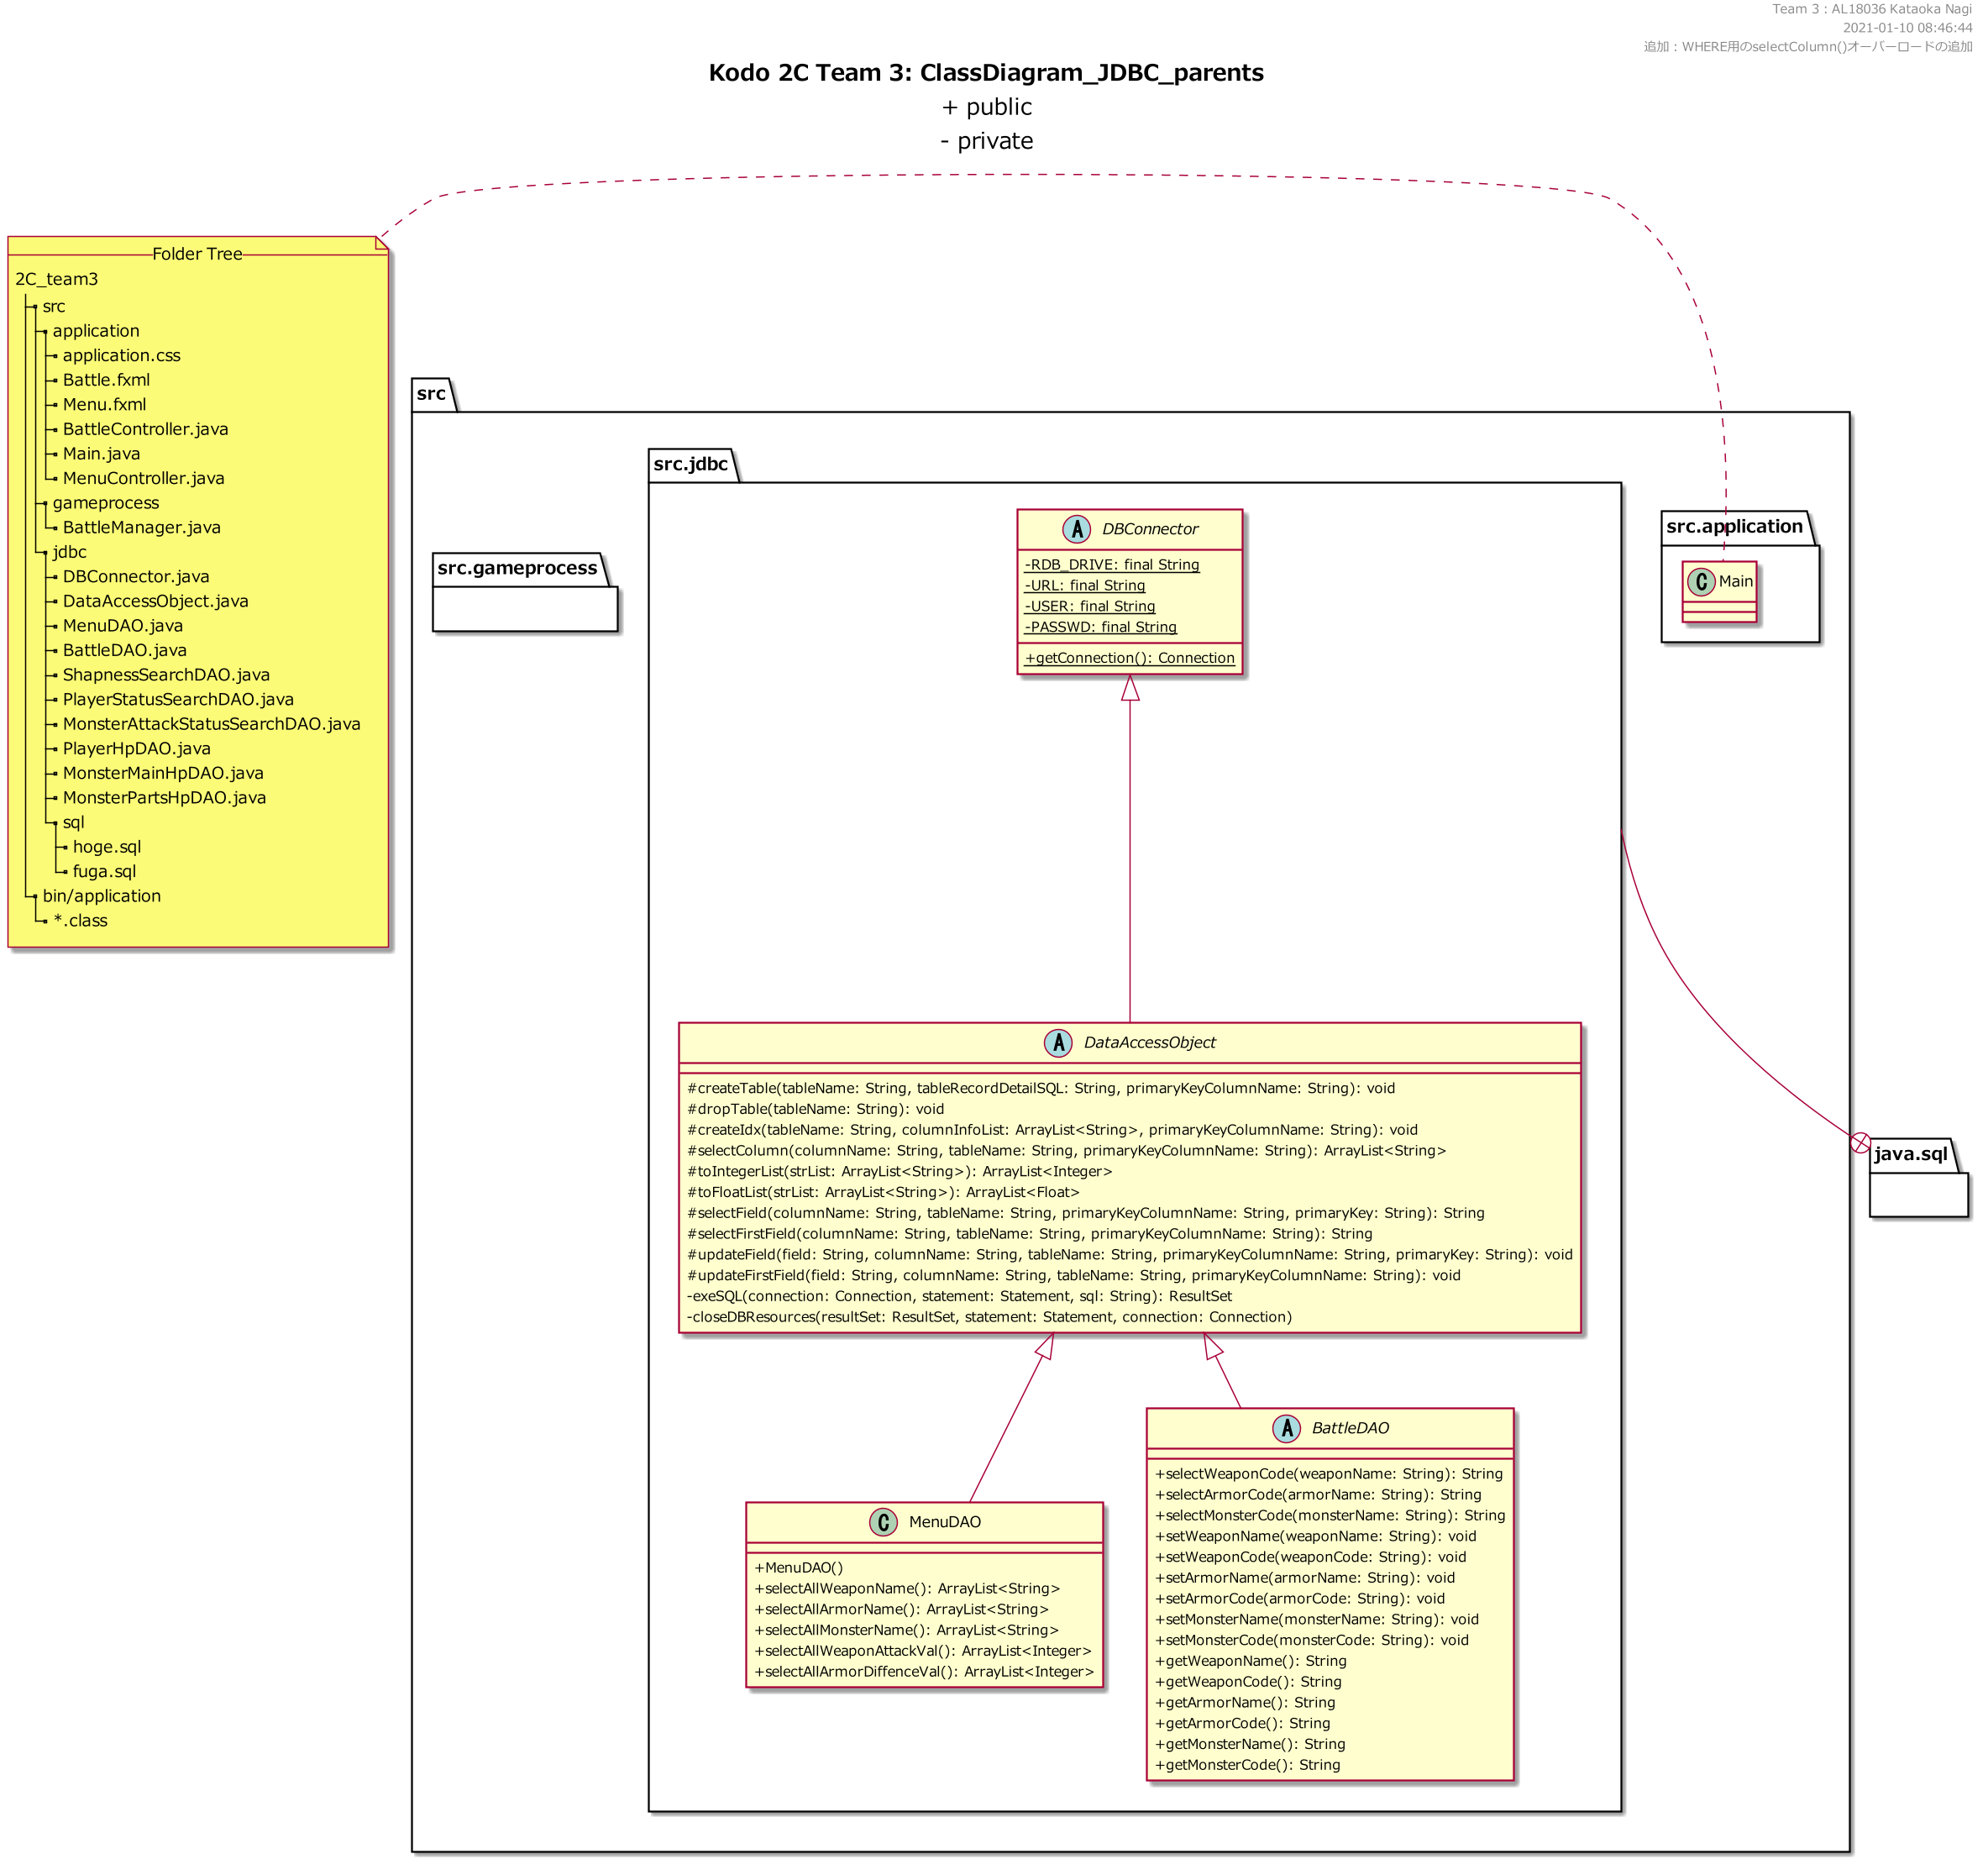 Team 3 : AL18036 Kataoka Nagi
2021-01-10 08:46:44
追加：WHERE用のselectColumn()オーバーロードの追加
Kodo 2C Team 3: ClassDiagram_JDBC_parents
+ public
- private
Folder Tree
2C_team3
src
application
application.css
Battle.fxml
Menu.fxml
BattleController.java
Main.java
MenuController.java
gameprocess
BattleManager.java
jdbc
DBConnector.java
DataAccessObject.java
MenuDAO.java
BattleDAO.java
ShapnessSearchDAO.java
PlayerStatusSearchDAO.java
MonsterAttackStatusSearchDAO.java
PlayerHpDAO.java
MonsterMainHpDAO.java
MonsterPartsHpDAO.java
sql
hoge.sql
fuga.sql
bin/application
*.class
src
src.gameprocess
src.jdbc
A DBConnector
-RDB_DRIVE: final String
-URL: final String
-USER: final String
-PASSWD: final String
+getConnection(): Connection
src.application
C Main
A DataAccessObject
#createTable(tableName: String, tableRecordDetailSQL: String, primaryKeyColumnName: String): void
#dropTable(tableName: String): void
#createIdx(tableName: String, columnInfoList: ArrayList<String>, primaryKeyColumnName: String): void
#selectColumn(columnName: String, tableName: String, primaryKeyColumnName: String): ArrayList<String>
#toIntegerList(strList: ArrayList<String>): ArrayList<Integer>
#toFloatList(strList: ArrayList<String>): ArrayList<Float>
#selectField(columnName: String, tableName: String, primaryKeyColumnName: String, primaryKey: String): String
#selectFirstField(columnName: String, tableName: String, primaryKeyColumnName: String): String
#updateField(field: String, columnName: String, tableName: String, primaryKeyColumnName: String, primaryKey: String): void
#updateFirstField(field: String, columnName: String, tableName: String, primaryKeyColumnName: String): void
-exeSQL(connection: Connection, statement: Statement, sql: String): ResultSet
-closeDBResources(resultSet: ResultSet, statement: Statement, connection: Connection)
java.sql
C MenuDAO
+MenuDAO()
+selectAllWeaponName(): ArrayList<String>
+selectAllArmorName(): ArrayList<String>
+selectAllMonsterName(): ArrayList<String>
+selectAllWeaponAttackVal(): ArrayList<Integer>
+selectAllArmorDiffenceVal(): ArrayList<Integer>
A BattleDAO
+selectWeaponCode(weaponName: String): String
+selectArmorCode(armorName: String): String
+selectMonsterCode(monsterName: String): String
+setWeaponName(weaponName: String): void
+setWeaponCode(weaponCode: String): void
+setArmorName(armorName: String): void
+setArmorCode(armorCode: String): void
+setMonsterName(monsterName: String): void
+setMonsterCode(monsterCode: String): void
+getWeaponName(): String
+getWeaponCode(): String
+getArmorName(): String
+getArmorCode(): String
+getMonsterName(): String
+getMonsterCode(): String